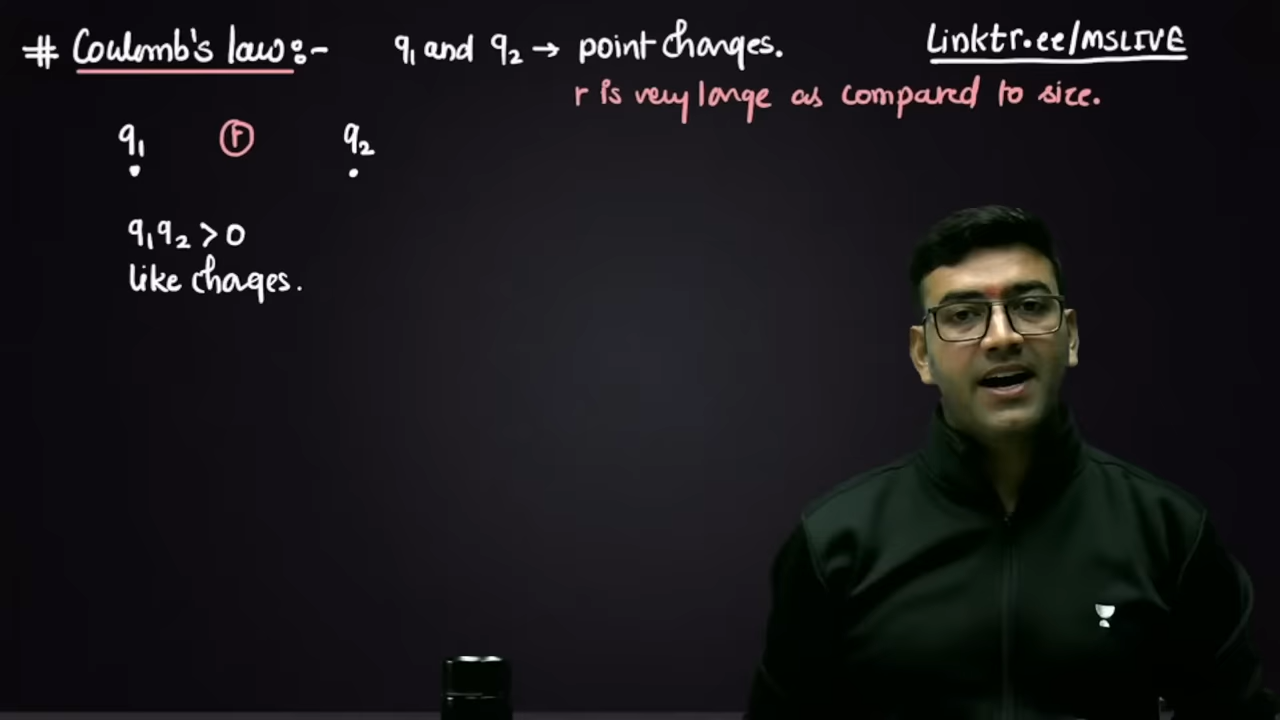 # Coulomb's law:-
q₁ and q₂ → point charges.
Linktr.ee/MSLIVE
r is very large as compared to size.
q₁
F
q₂
q₁q₂ > 0
like chages.